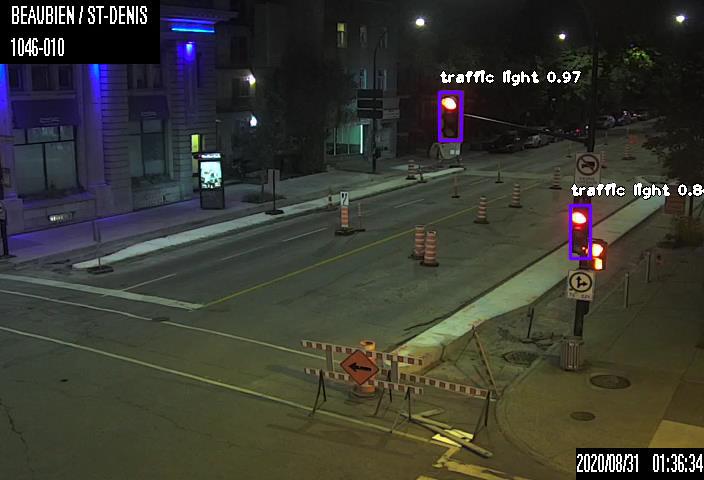 BEAUBIEN / ST-DENIS
1046-010
traffic light 0.97
traffic light 0.8
2020/08/31 01:36:34